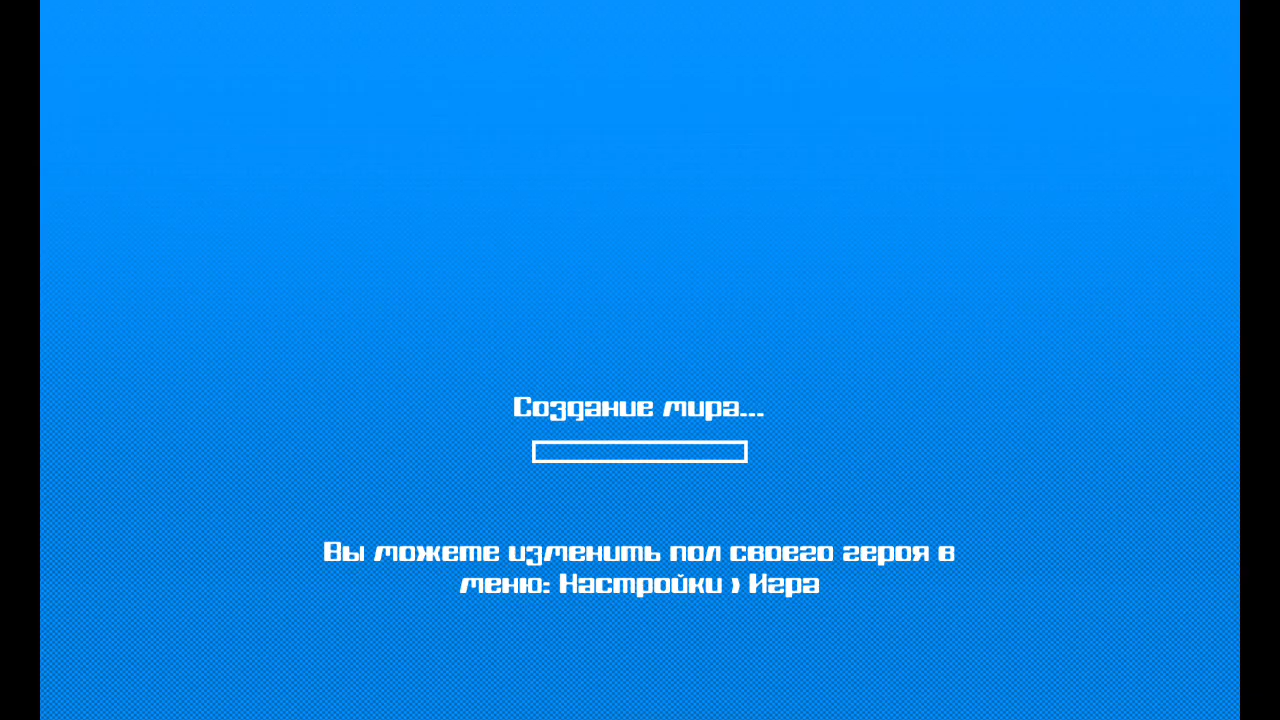 Создание мира...
Вы можете изменить пол своего героя в
меню: Настройки > Игра